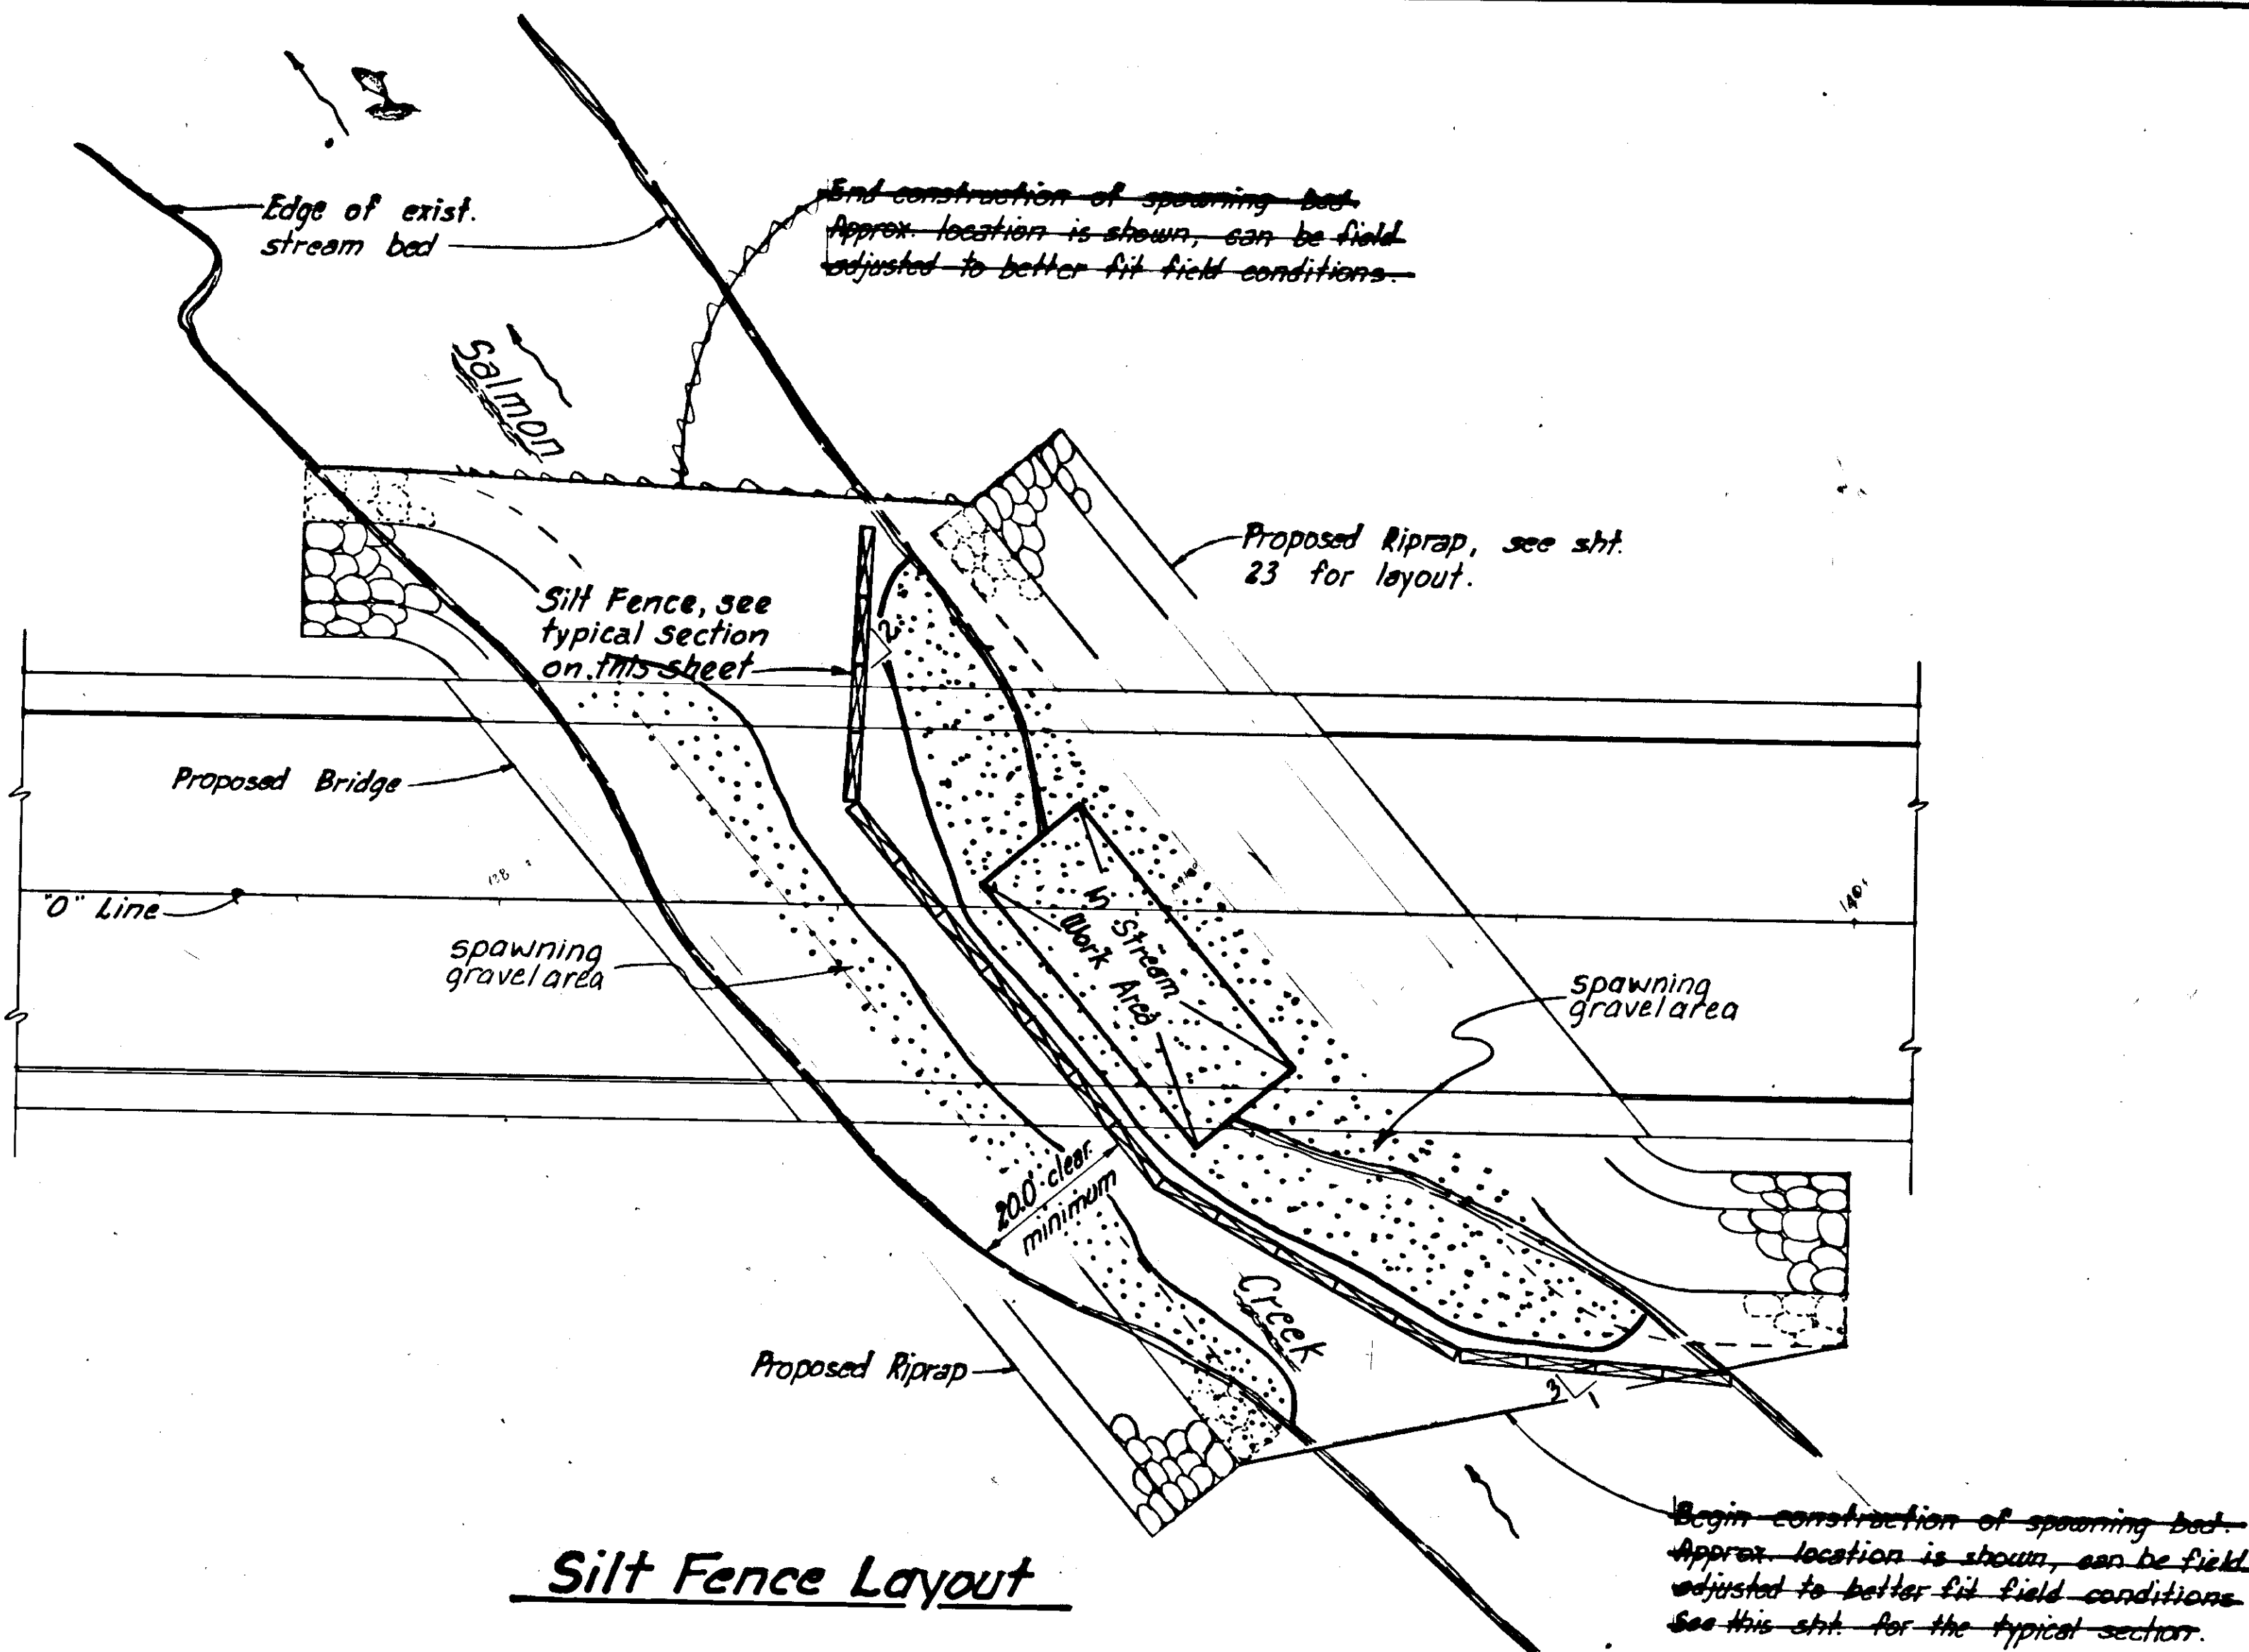 Edge of exist.
stream bed
End construction of spawning bed.
Approx. location is shown, can be field
adjusted to better fit field conditions.
Salmon
Proposed Riprap, see sht.
23 for layout.
Silt Fence, see
typical section
on this sheet
2
Proposed Bridge
"O" Line
138
140
In Stream
Work Area
spawning
gravel area
spawning
gravel area
20.0' clear
minimum
Creek
Proposed Riprap
3
1
Begin construction of spawning bed.
Approx. location is shown, can be field
adjusted to better fit field conditions
See this sht. for the typical section.
Silt Fence Layout